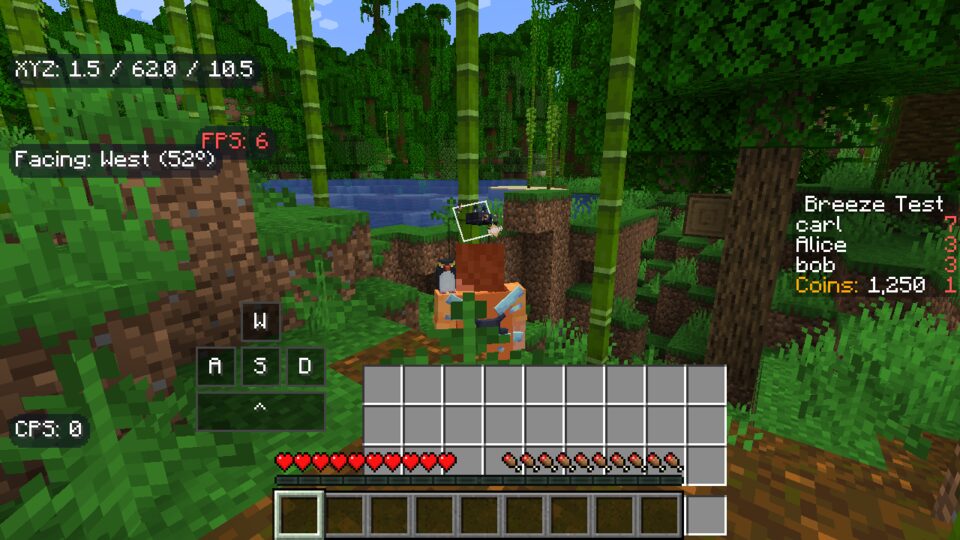 XYZ: 1.5 / 62.0 / 10.5
FPS: 6
Facing: West (52°)
Breeze Test
carl 7
Alice 3
bob 3
Coins: 1,250 1
W
A S D
^
CPS: 0